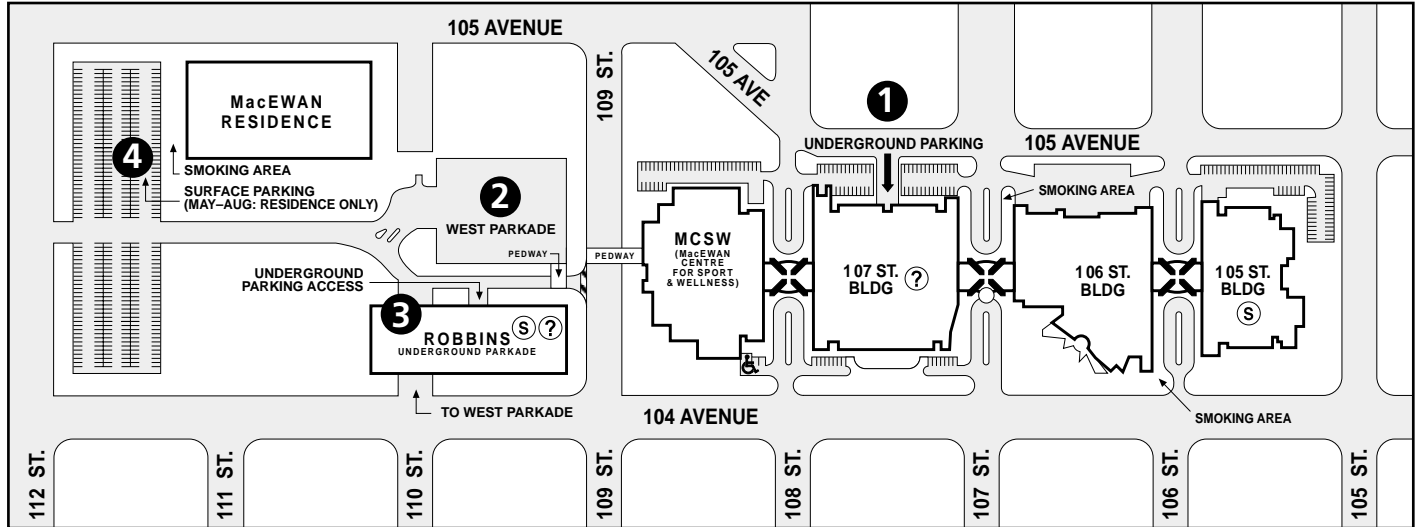 105 AVENUE
109 ST.
105 AVE
1
UNDERGROUND PARKING
105 AVENUE
MacEWAN
RESIDENCE
4
SMOKING AREA
SURFACE PARKING
(MAY–AUG: RESIDENCE ONLY)
2
WEST PARKADE
PEDWAY
PEDWAY
UNDERGROUND
PARKING ACCESS
3
ROBBINS
S
?
UNDERGROUND PARKADE
TO WEST PARKADE
MCSW
(MacEWAN
CENTRE
FOR SPORT
& WELLNESS)
107 ST.
BLDG
?
SMOKING AREA
106 ST.
BLDG
105 ST.
BLDG
S
104 AVENUE
SMOKING AREA
112 ST.
111 ST.
110 ST.
109 ST.
108 ST.
107 ST.
106 ST.
105 ST.